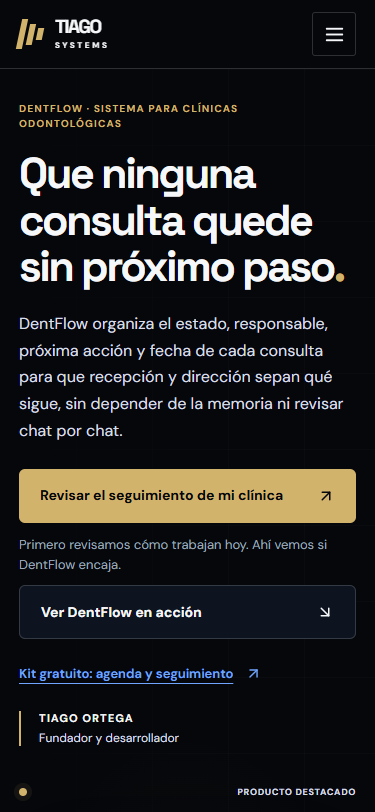 TIAGO
SYSTEMS
DENTFLOW · SISTEMA PARA CLÍNICAS
ODONTOLÓGICAS
Que ninguna
consulta quede
sin próximo paso.
DentFlow organiza el estado, responsable,
próxima acción y fecha de cada consulta
para que recepción y dirección sepan qué
sigue, sin depender de la memoria ni revisar
chat por chat.
Revisar el seguimiento de mi clínica
Primero revisamos cómo trabajan hoy. Ahí vemos si
DentFlow encaja.
Ver DentFlow en acción
Kit gratuito: agenda y seguimiento
TIAGO ORTEGA
Fundador y desarrollador
PRODUCTO DESTACADO